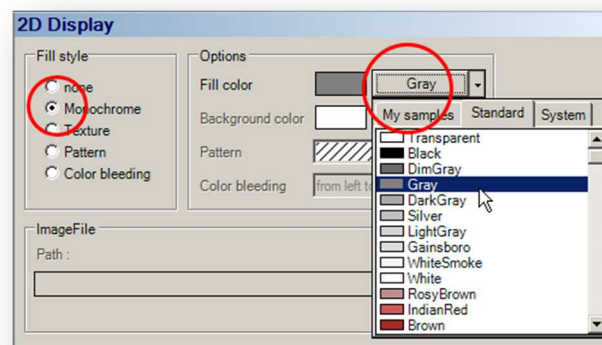 2D Display
Fill style
none
Monochrome
Texture
Pattern
Color bleeding
Options
Fill color
Gray
Background color
Pattern
Color bleeding
from left to
My samples
Standard
System
Transparent
Black
DimGray
Gray
DarkGray
Silver
LightGray
Gainsboro
WhiteSmoke
White
RosyBrown
IndianRed
Brown
ImageFile
Path :